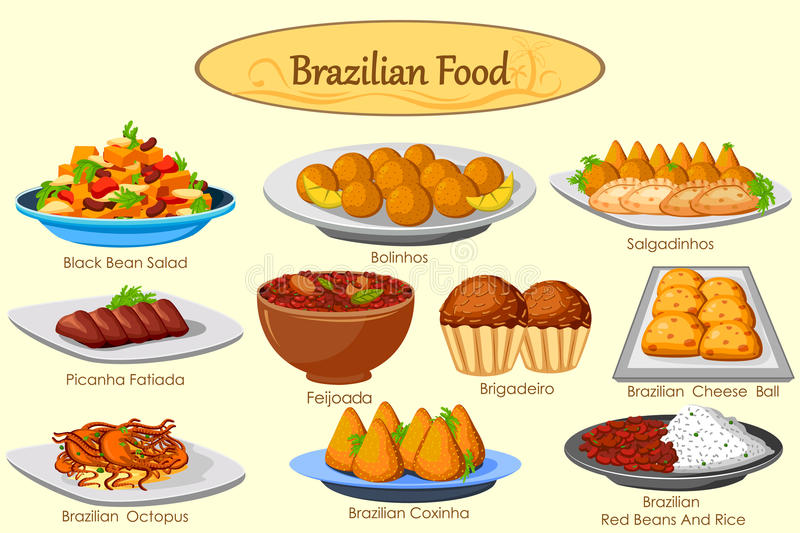 Brazilian Food
Black Bean Salad
Bolinhos
Salgadinhos
Picanha Fatiada
Feijoada
Brigadeiro
Brazilian Cheese Ball
Brazilian Octopus
Brazilian Coxinha
Brazilian
Red Beans And Rice